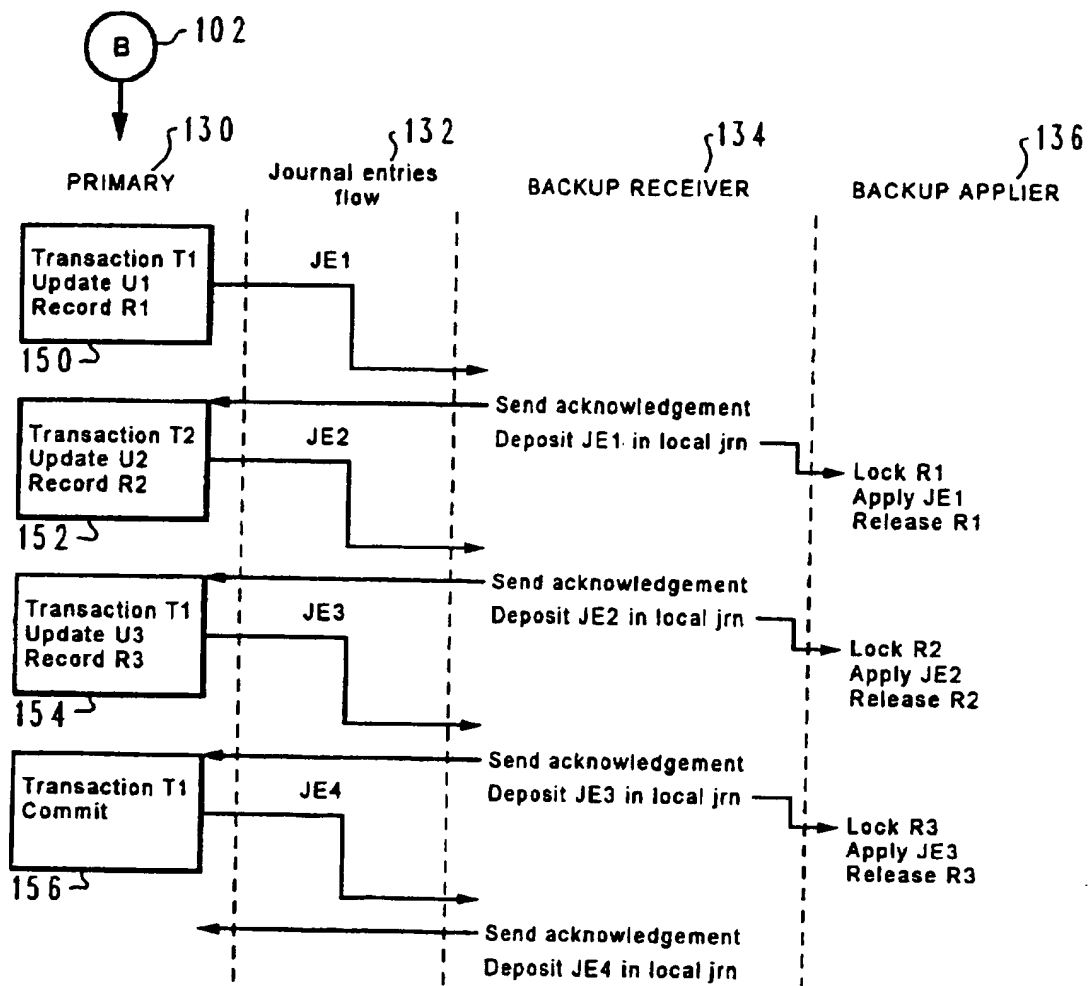 B
102
130
132
134
136
PRIMARY
Journal entries
flow
BACKUP RECEIVER
BACKUP APPLIER
Transaction T1
Update U1
Record R1
150
JE1
Send acknowledgement
Deposit JE1 in local jrn
Transaction T2
Update U2
Record R2
152
JE2
Lock R1
Apply JE1
Release R1
Send acknowledgement
Deposit JE2 in local jrn
Transaction T1
Update U3
Record R3
154
JE3
Lock R2
Apply JE2
Release R2
Send acknowledgement
Deposit JE3 in local jrn
Transaction T1
Commit
156
JE4
Lock R3
Apply JE3
Release R3
Send acknowledgement
Deposit JE4 in local jrn